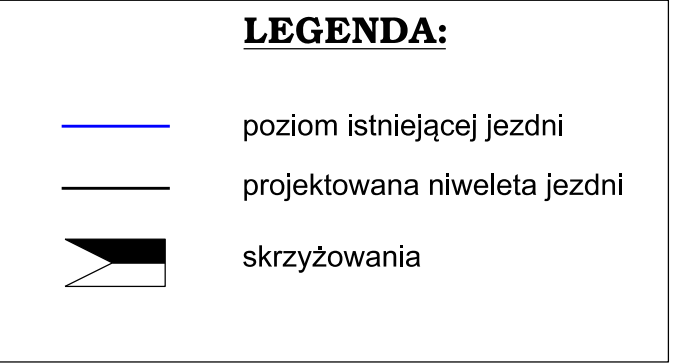 LEGENDA:
poziom istniejącej jezdni
projektowana niweleta jezdni
skrzyżowania